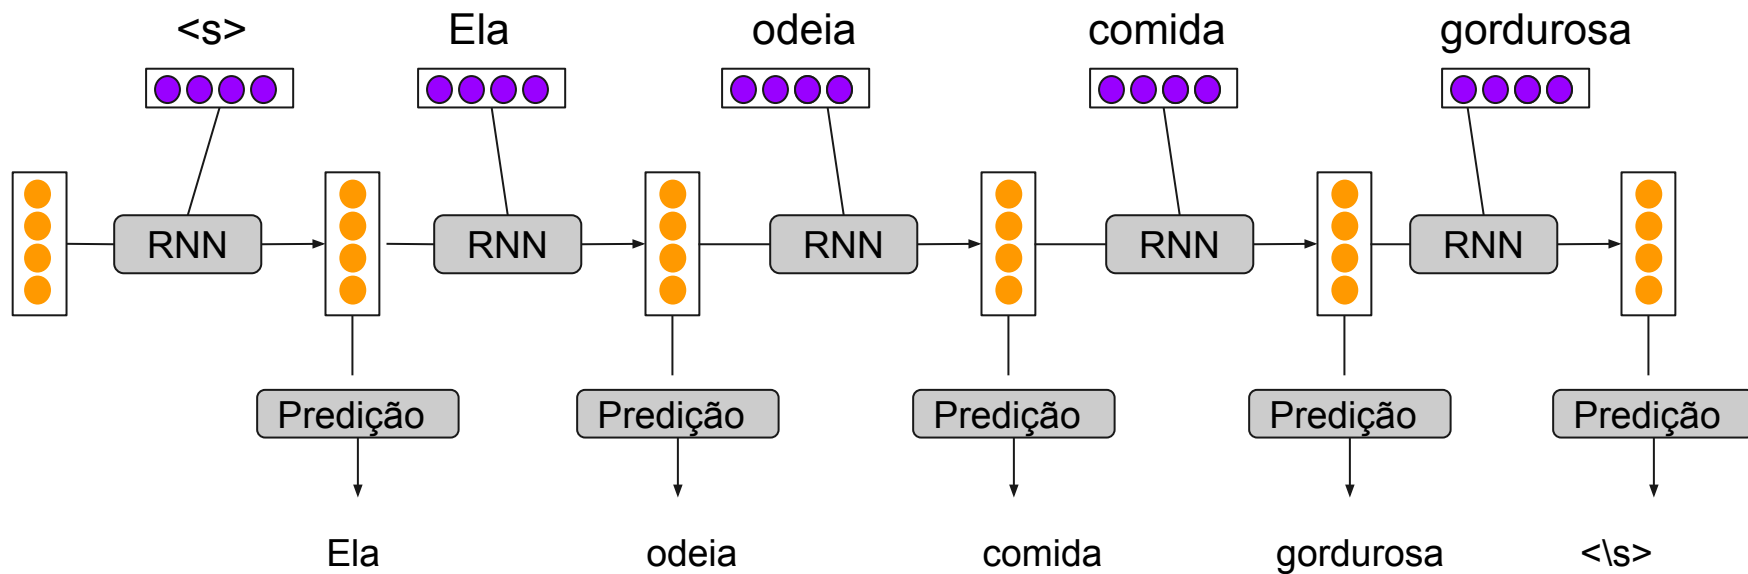 <s> Ela odeia comida gordurosa
RNN RNN RNN RNN RNN
Predição Predição Predição Predição Predição
Ela odeia comida gordurosa <\s>